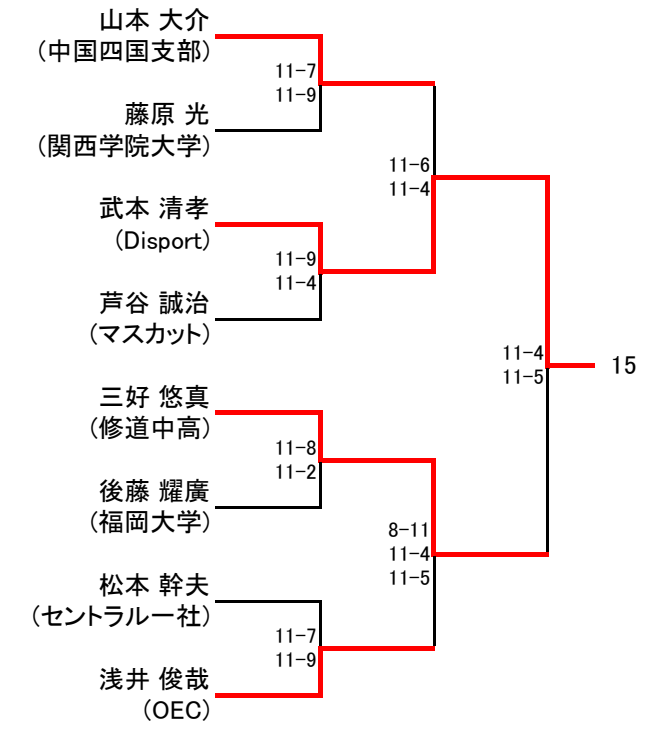 山本 大介
(中国四国支部)
11-7
11-9
藤原 光
(関西学院大学)
11-6
11-4
武本 清孝
(Disport)
11-9
11-4
芦谷 誠治
(マスカット)
11-4
11-5
15
三好 悠真
(修道中高)
11-8
11-2
後藤 耀廣
(福岡大学)
8-11
11-4
11-5
松本 幹夫
(セントラルー社)
11-7
11-9
浅井 俊哉
(OEC)